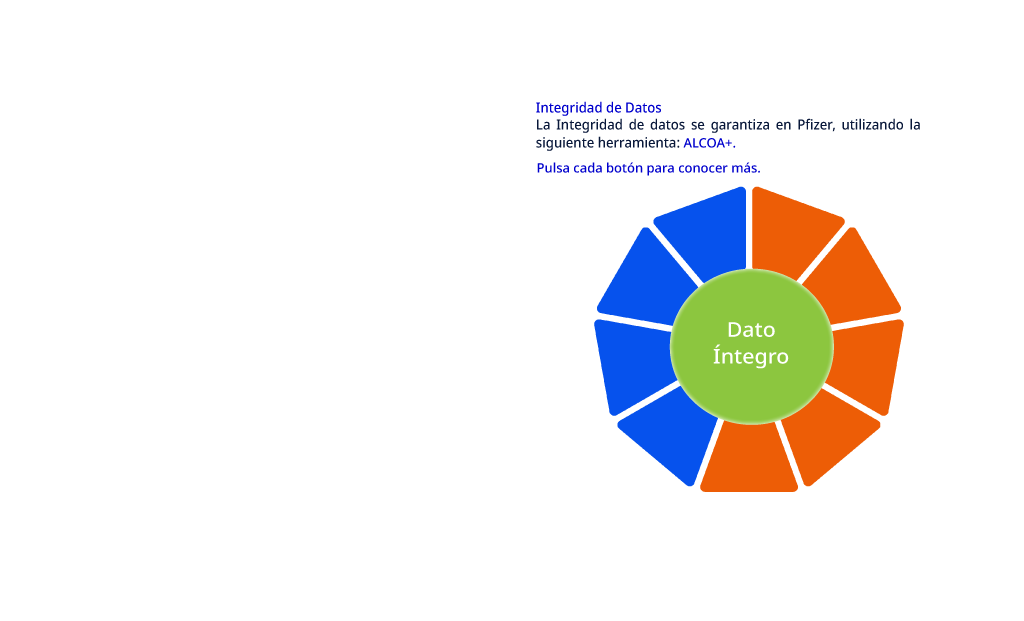 Integridad de Datos
La Integridad de datos se garantiza en Pfizer, utilizando la
siguiente herramienta: ALCOA+.
Pulsa cada botón para conocer más.
Dato
Íntegro